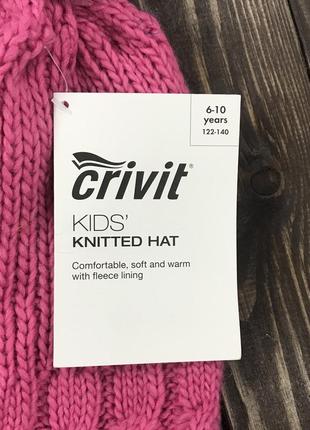 6-10
years
122-140
crivit®
KIDS'
KNITTED HAT
Comfortable, soft and warm
with fleece lining